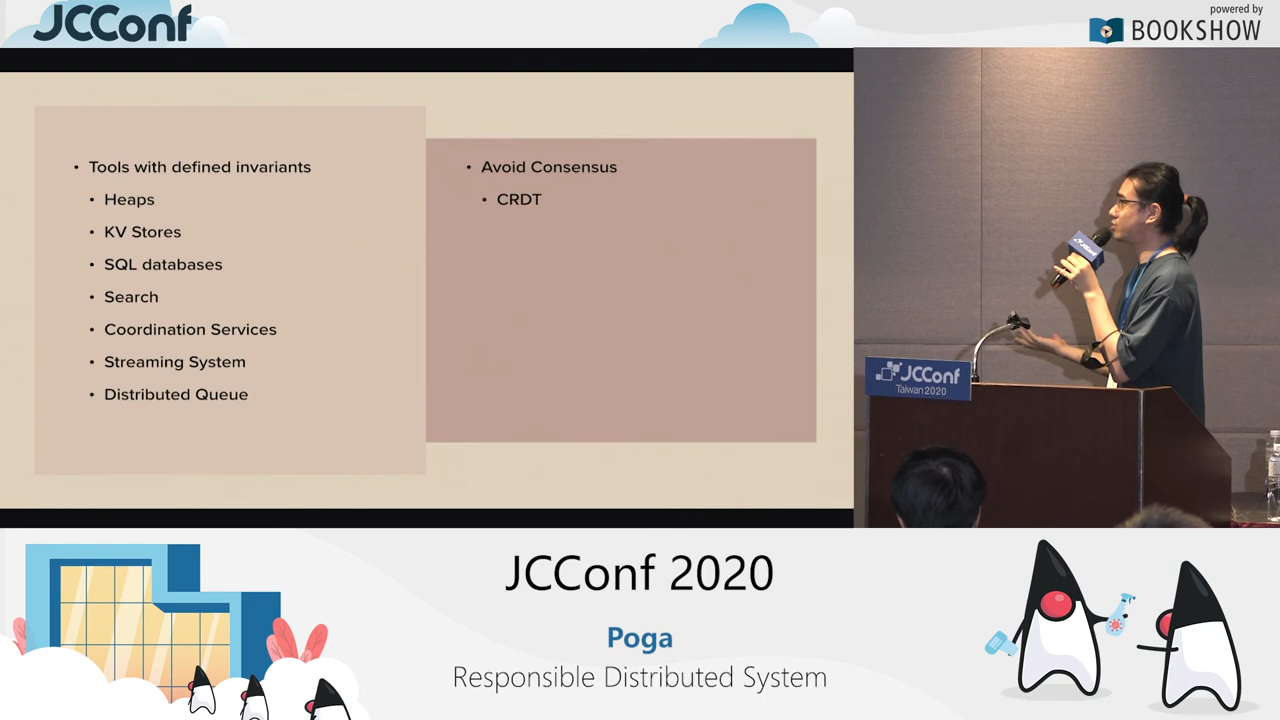 JCConf
powered by
BOOKSHOW
• Tools with defined invariants
• Heaps
• KV Stores
• SQL databases
• Search
• Coordination Services
• Streaming System
• Distributed Queue
• Avoid Consensus
• CRDT
JCConf
JCConf
Taiwan 2020
JCConf 2020
Poga
Responsible Distributed System